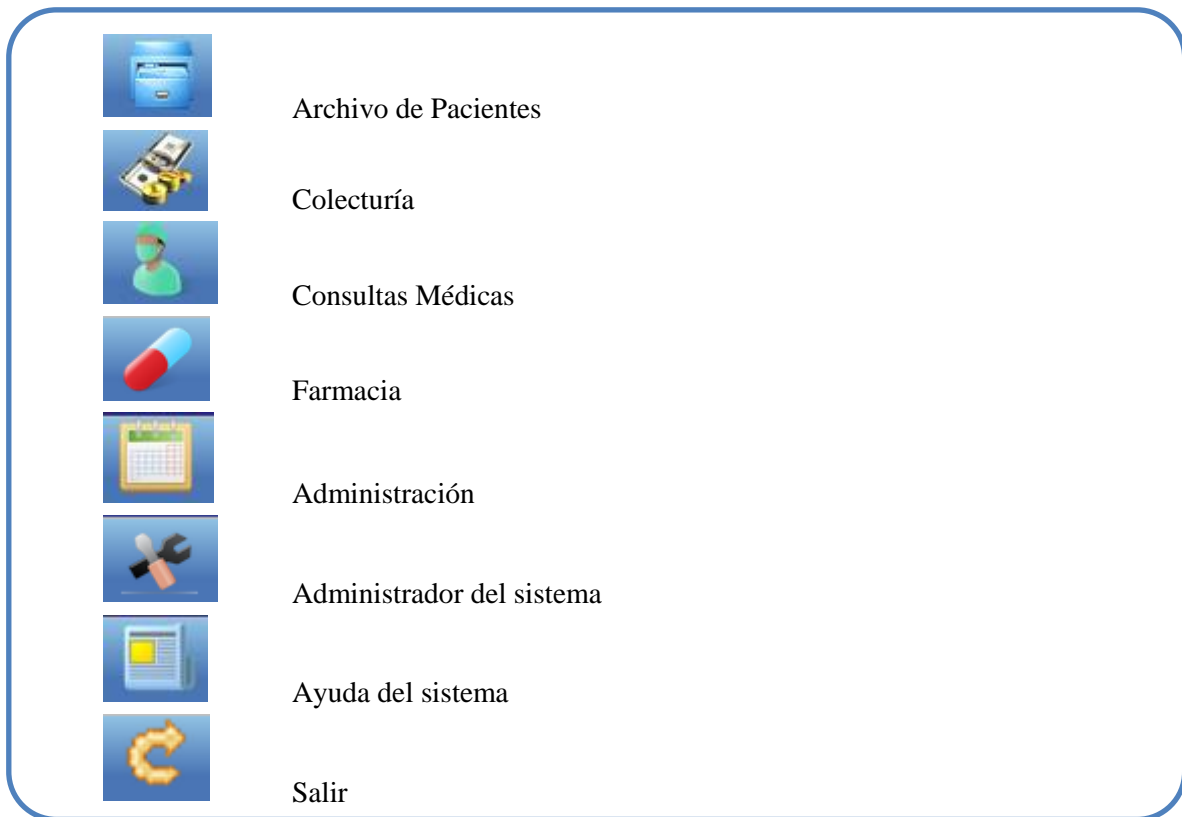 Archivo de Pacientes
Colecturía
Consultas Médicas
Farmacia
Administración
Administrador del sistema
Ayuda del sistema
Salir